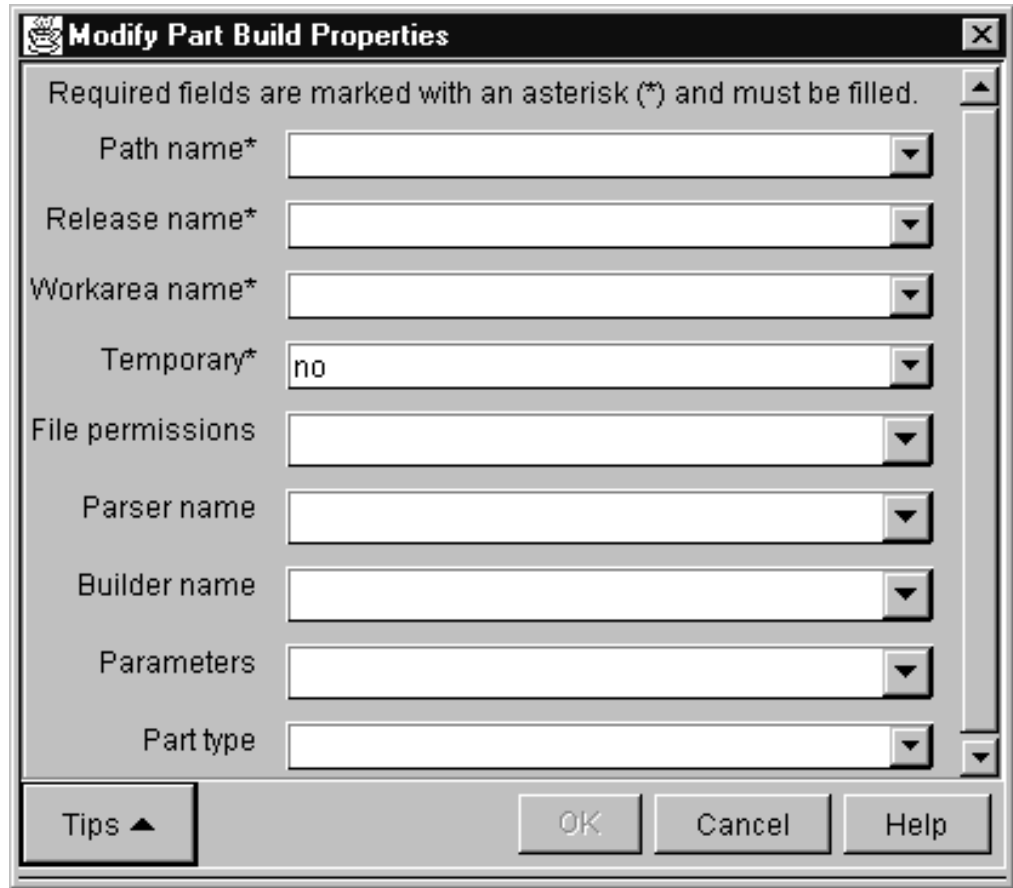 Modify Part Build Properties
Required fields are marked with an asterisk (*) and must be filled.
Path name*
Release name*
Workarea name*
Temporary* no
File permissions
Parser name
Builder name
Parameters
Part type
Tips OK Cancel Help